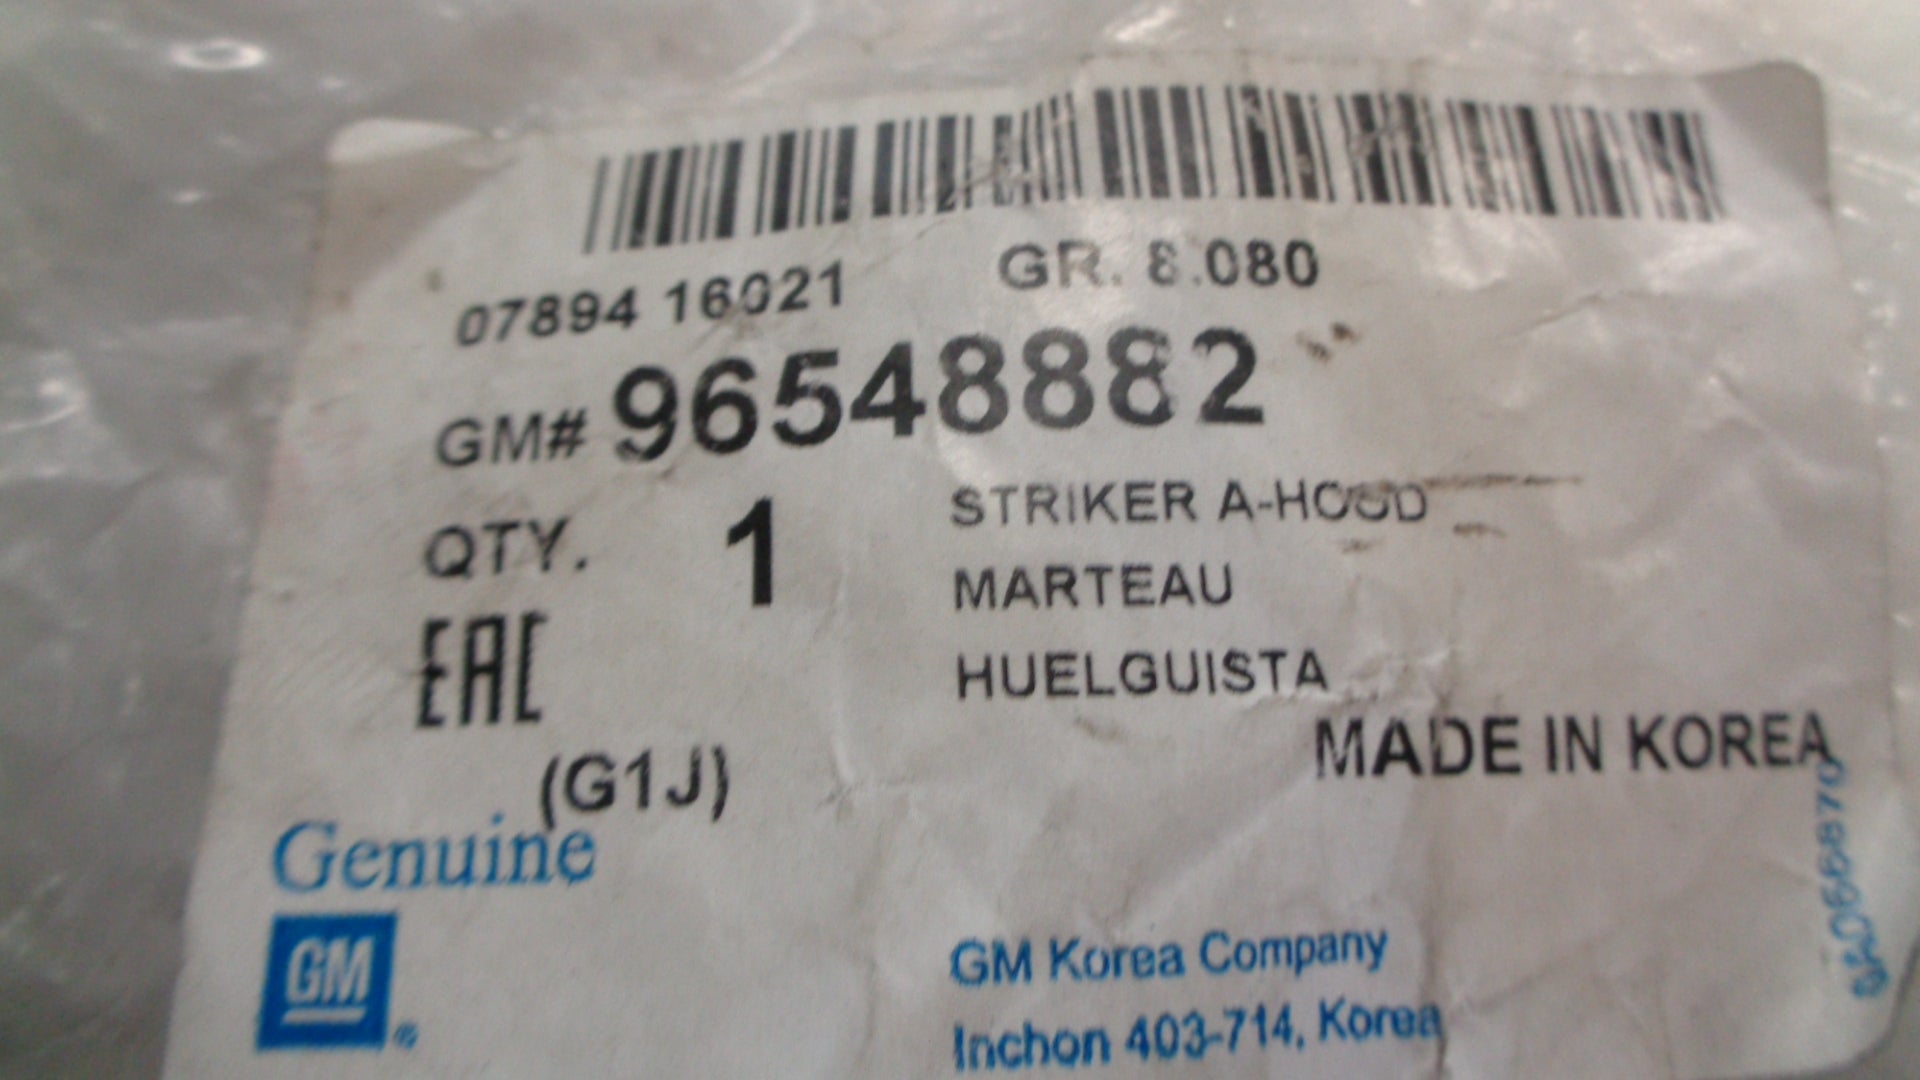 07894 16021 GR. 8.080
GM# 96548882
QTY. 1 STRIKER A-HOOD
MARTEAU
EAC HUELGUISTA
MADE IN KOREA
(G1J)
Genuine
GM
®
GM Korea Company
Inchon 403-714, Korea